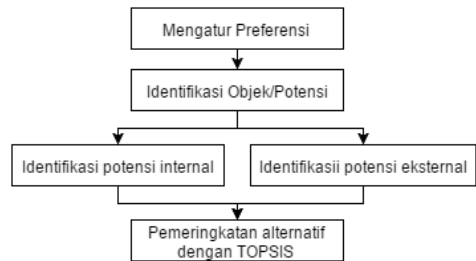 Mengatur Preferensi
Identifikasi Objek/Potensi
Identifikasi potensi internal
Identifikasii potensi eksternal
Pemeringkatan alternatif
dengan TOPSIS